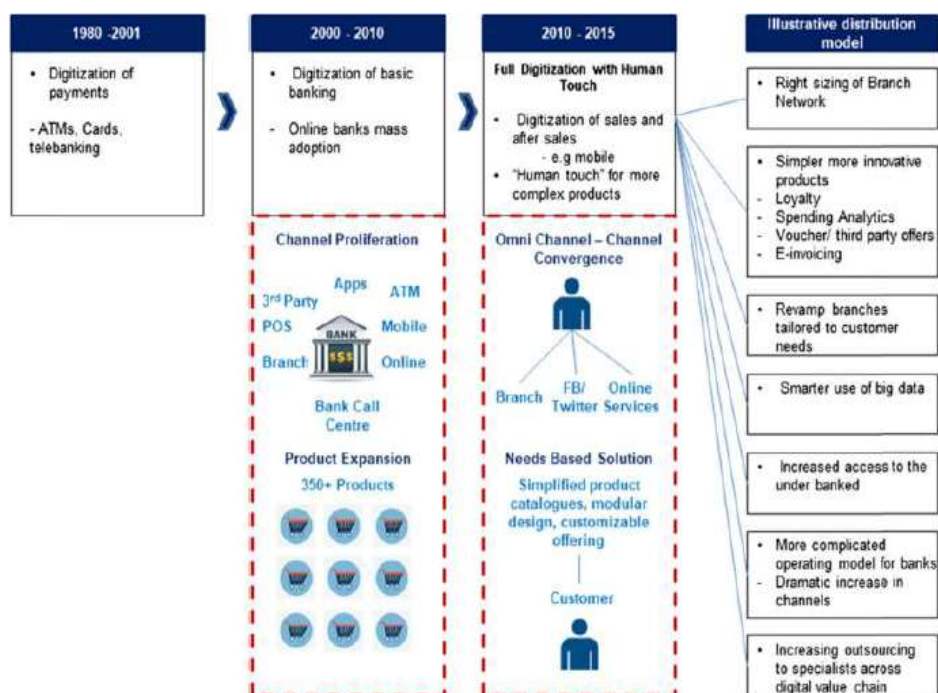 1980 -2001
• Digitization of
payments
- ATMs, Cards,
telebanking
2000 - 2010
• Digitization of basic
banking
- Online banks mass
adoption
2010 - 2015
Full Digitization with Human
Touch
• Digitization of sales and
after sales
- e.g mobile
• "Human touch" for more
complex products
Channel Proliferation
Apps
ATM
3rd Party
POS
Mobile
BANK
$$$
Branch
Online
Bank Call
Centre
Product Expansion
350+ Products
Omni Channel – Channel
Convergence
Branch
FB/
Twitter
Online
Services
Needs Based Solution
Simplified product
catalogues, modular
design, customizable
offering
Customer
Illustrative distribution
model
• Right sizing of Branch
Network
• Simpler more innovative
products
- Loyalty
- Spending Analytics
- Voucher/ third party offers
- E-invoicing
• Revamp branches
tailored to customer
needs
• Smarter use of big data
• Increased access to the
under banked
• More complicated
operating model for banks
- Dramatic increase in
channels
• Increasing outsourcing
to specialists across
digital value chain